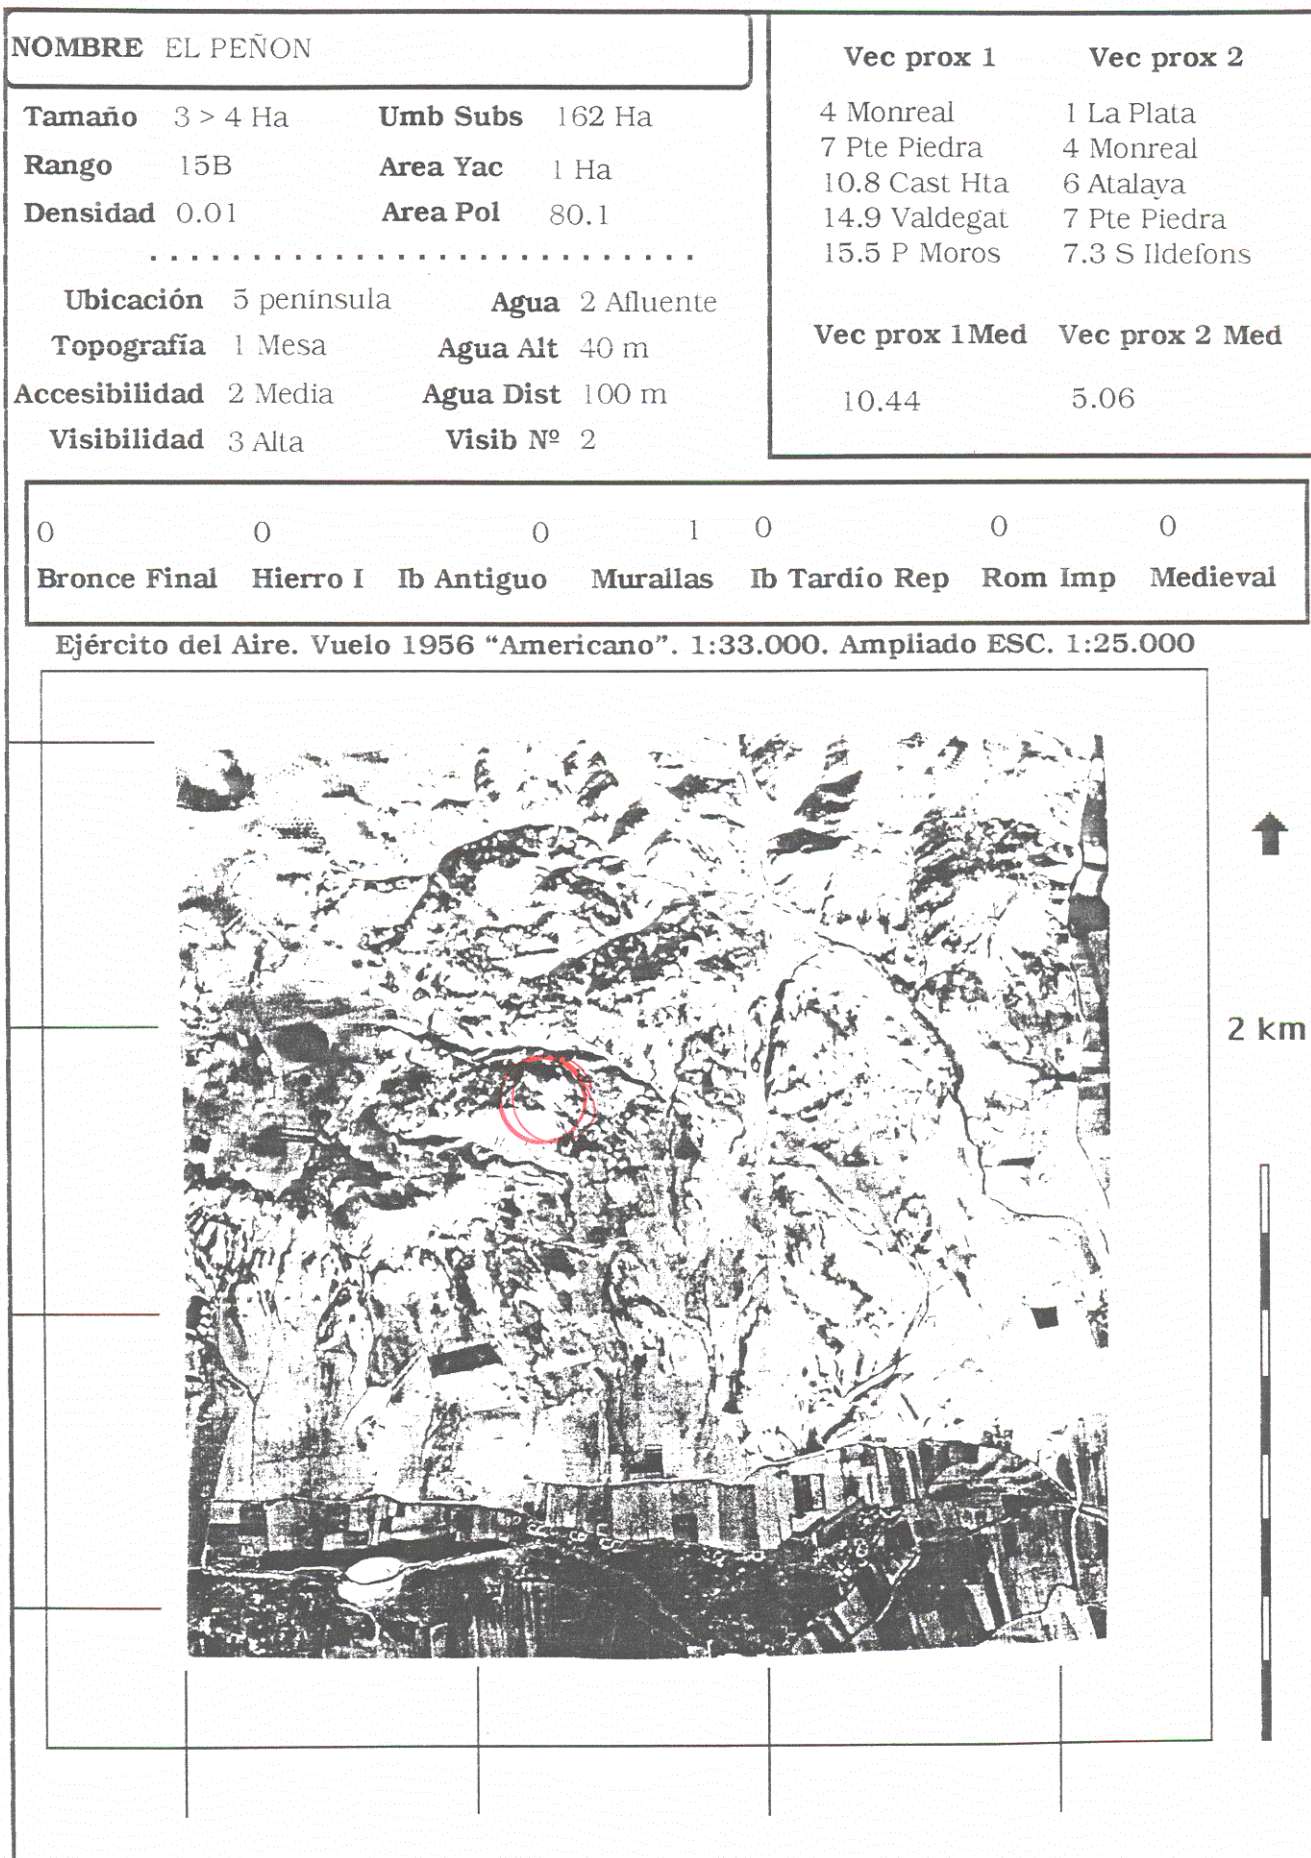 NOMBRE EL PEÑON
Tamaño 3 > 4 Ha Umb Subs 162 Ha
Rango 15B Area Yac 1 Ha
Densidad 0.01 Area Pol 80.1
Ubicación 5 península Agua 2 Afluente
Topografía 1 Mesa Agua Alt 40 m
Accesibilidad 2 Media Agua Dist 100 m
Visibilidad 3 Alta Visib Nº 2
Vec prox 1 Vec prox 2
4 Monreal 1 La Plata
7 Pte Piedra 4 Monreal
10.8 Cast Hta 6 Atalaya
14.9 Valdegat 7 Pte Piedra
15.5 P Moros 7.3 S Ildefons
Vec prox 1Med Vec prox 2 Med
10.44 5.06
0 0 0 1 0 0 0
Bronce Final Hierro I Ib Antiguo Murallas Ib Tardío Rep Rom Imp Medieval
Ejército del Aire. Vuelo 1956 “Americano”. 1:33.000. Ampliado ESC. 1:25.000
2 km